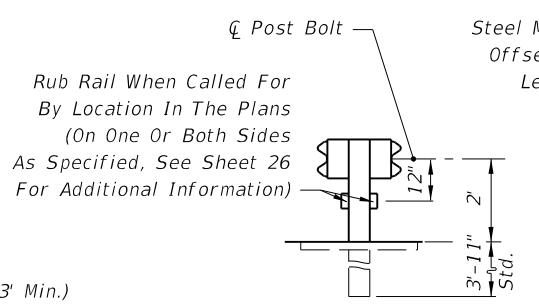 ℄ Post Bolt
Steel M
Offse
Le
Rub Rail When Called For
By Location In The Plans
(On One Or Both Sides
As Specified, See Sheet 26
For Additional Information)
12"
2'
3'-11"
Std.
3' Min.)